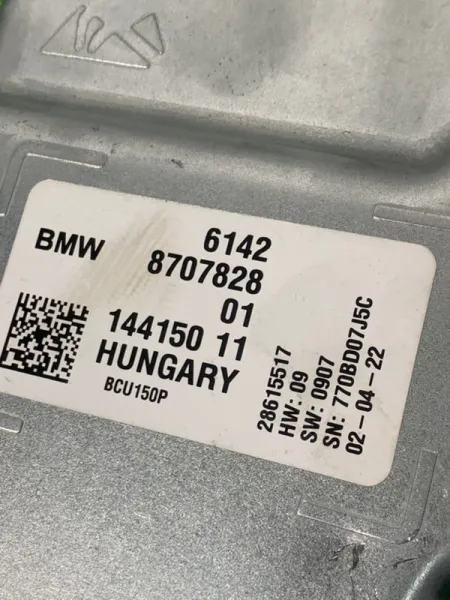 6142
BMW 8707828
01
144150 11
HUNGARY
BCU150P
28615517
HW: 09
SW: 0907
SN: 770BD07J5C
02-04-22